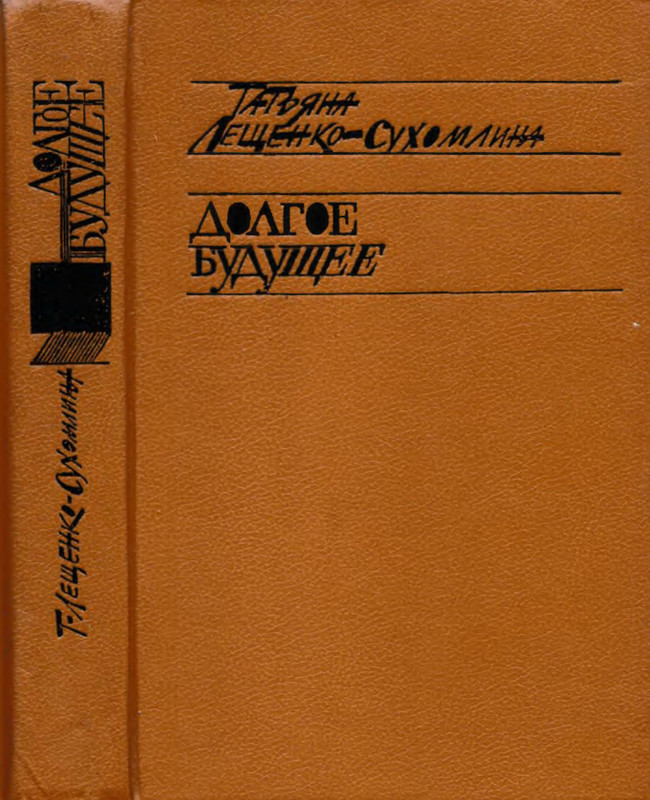 ДОЛГОЕ
БУДУЩЕЕ
Т. ЛЕЩЕНКО-СУХОМЛИНА
ТАТЬЯНА
ЛЕЩЕНКО-СУХОМЛИНА
ДОЛГОЕ
БУДУЩЕЕ